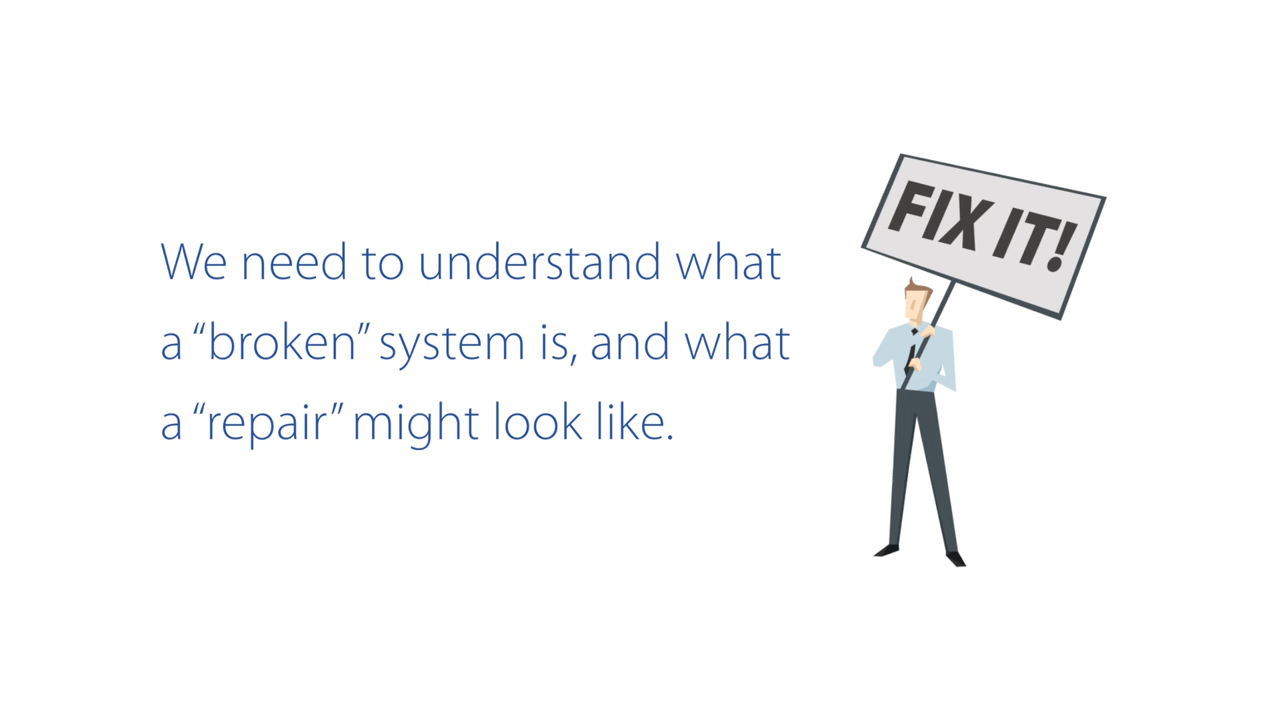 We need to understand what
a “broken” system is, and what
a “repair” might look like.
FIX IT!